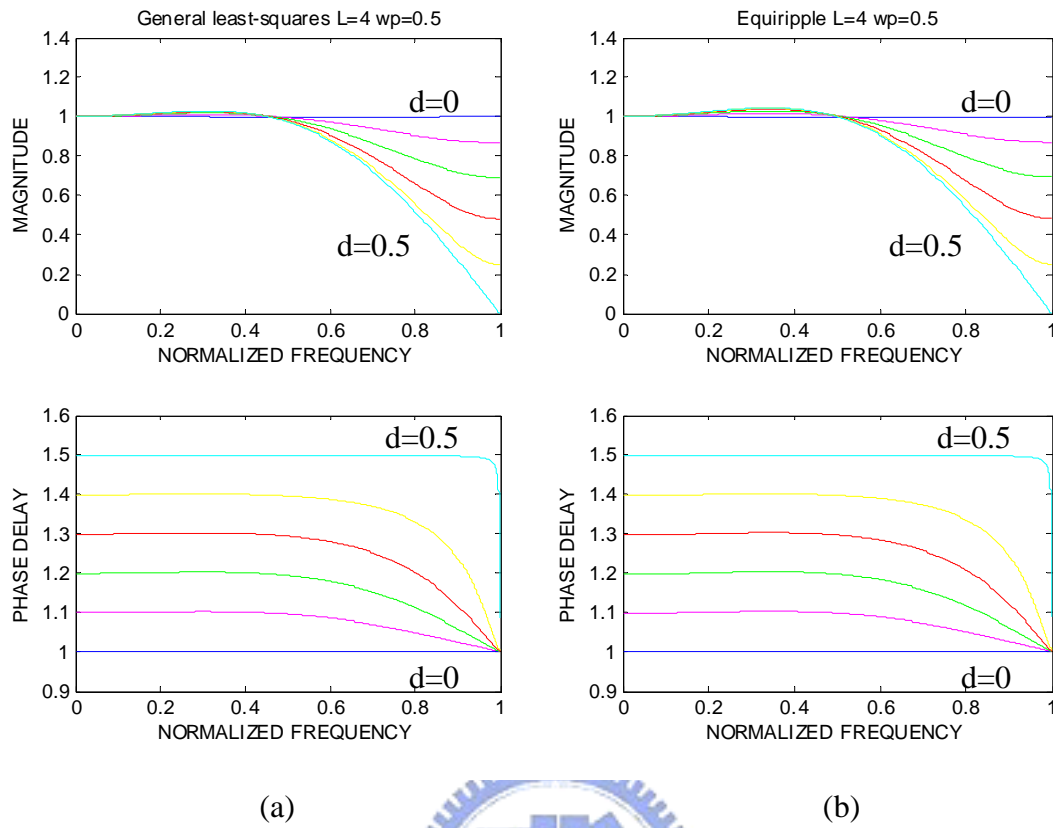 General least-squares L=4 wp=0.5
1.4
1.2
1
0.8
0.6
0.4
0.2
0
MAGNITUDE
d=0
d=0.5
0 0.2 0.4 0.6 0.8 1
NORMALIZED FREQUENCY
Equiripple L=4 wp=0.5
1.4
1.2
1
0.8
0.6
0.4
0.2
0
MAGNITUDE
d=0
d=0.5
0 0.2 0.4 0.6 0.8 1
NORMALIZED FREQUENCY
1.6
1.5
1.4
1.3
1.2
1.1
1
0.9
PHASE DELAY
d=0.5
d=0
0 0.2 0.4 0.6 0.8 1
NORMALIZED FREQUENCY
1.6
1.5
1.4
1.3
1.2
1.1
1
0.9
PHASE DELAY
d=0.5
d=0
0 0.2 0.4 0.6 0.8 1
NORMALIZED FREQUENCY
(a)
(b)